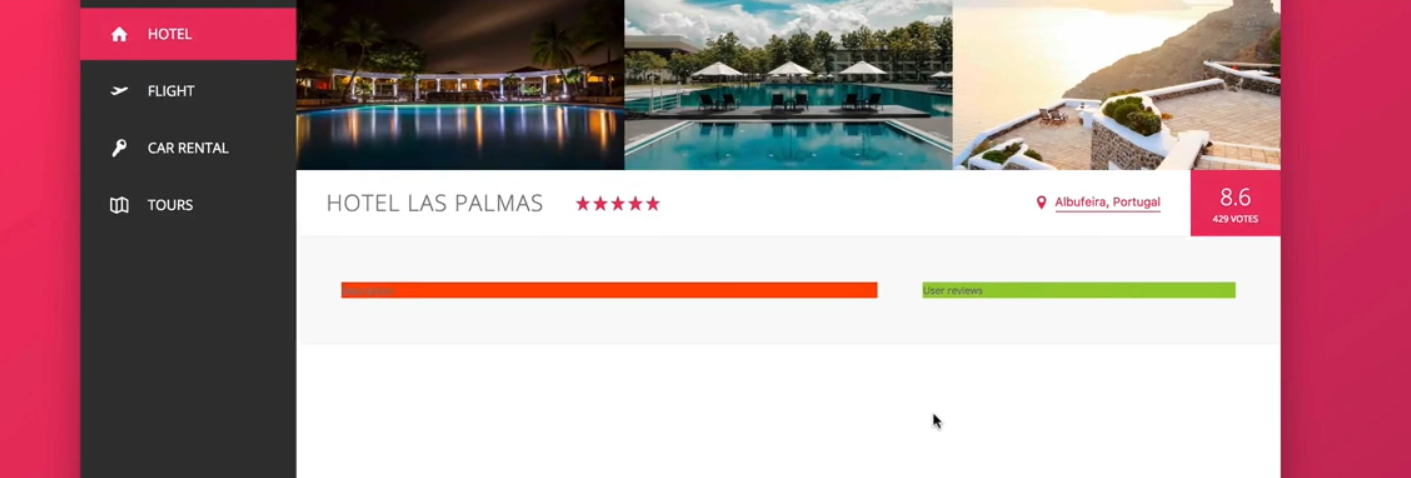 HOTEL
FLIGHT
CAR RENTAL
TOURS
HOTEL LAS PALMAS
Albufeira, Portugal
8.6
429 VOTES
User reviews